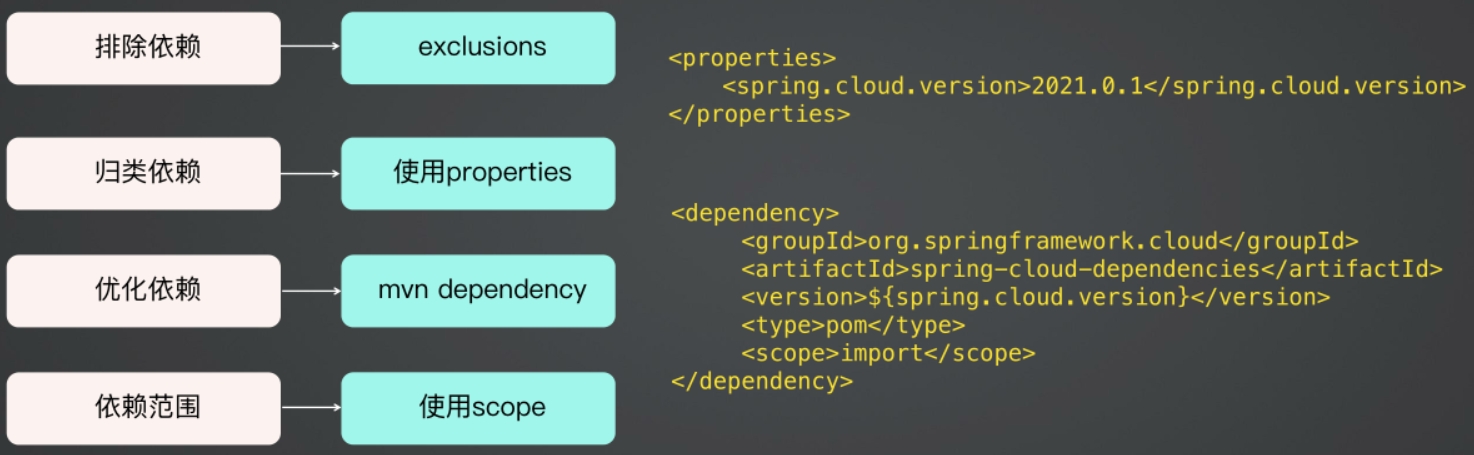 排除依赖
exclusions
归类依赖
使用properties
优化依赖
mvn dependency
依赖范围
使用scope
<properties>
<spring.cloud.version>2021.0.1</spring.cloud.version>
</properties>
<dependency>
<groupId>org.springframework.cloud</groupId>
<artifactId>spring-cloud-dependencies</artifactId>
<version>${spring.cloud.version}</version>
<type>pom</type>
<scope>import</scope>
</dependency>